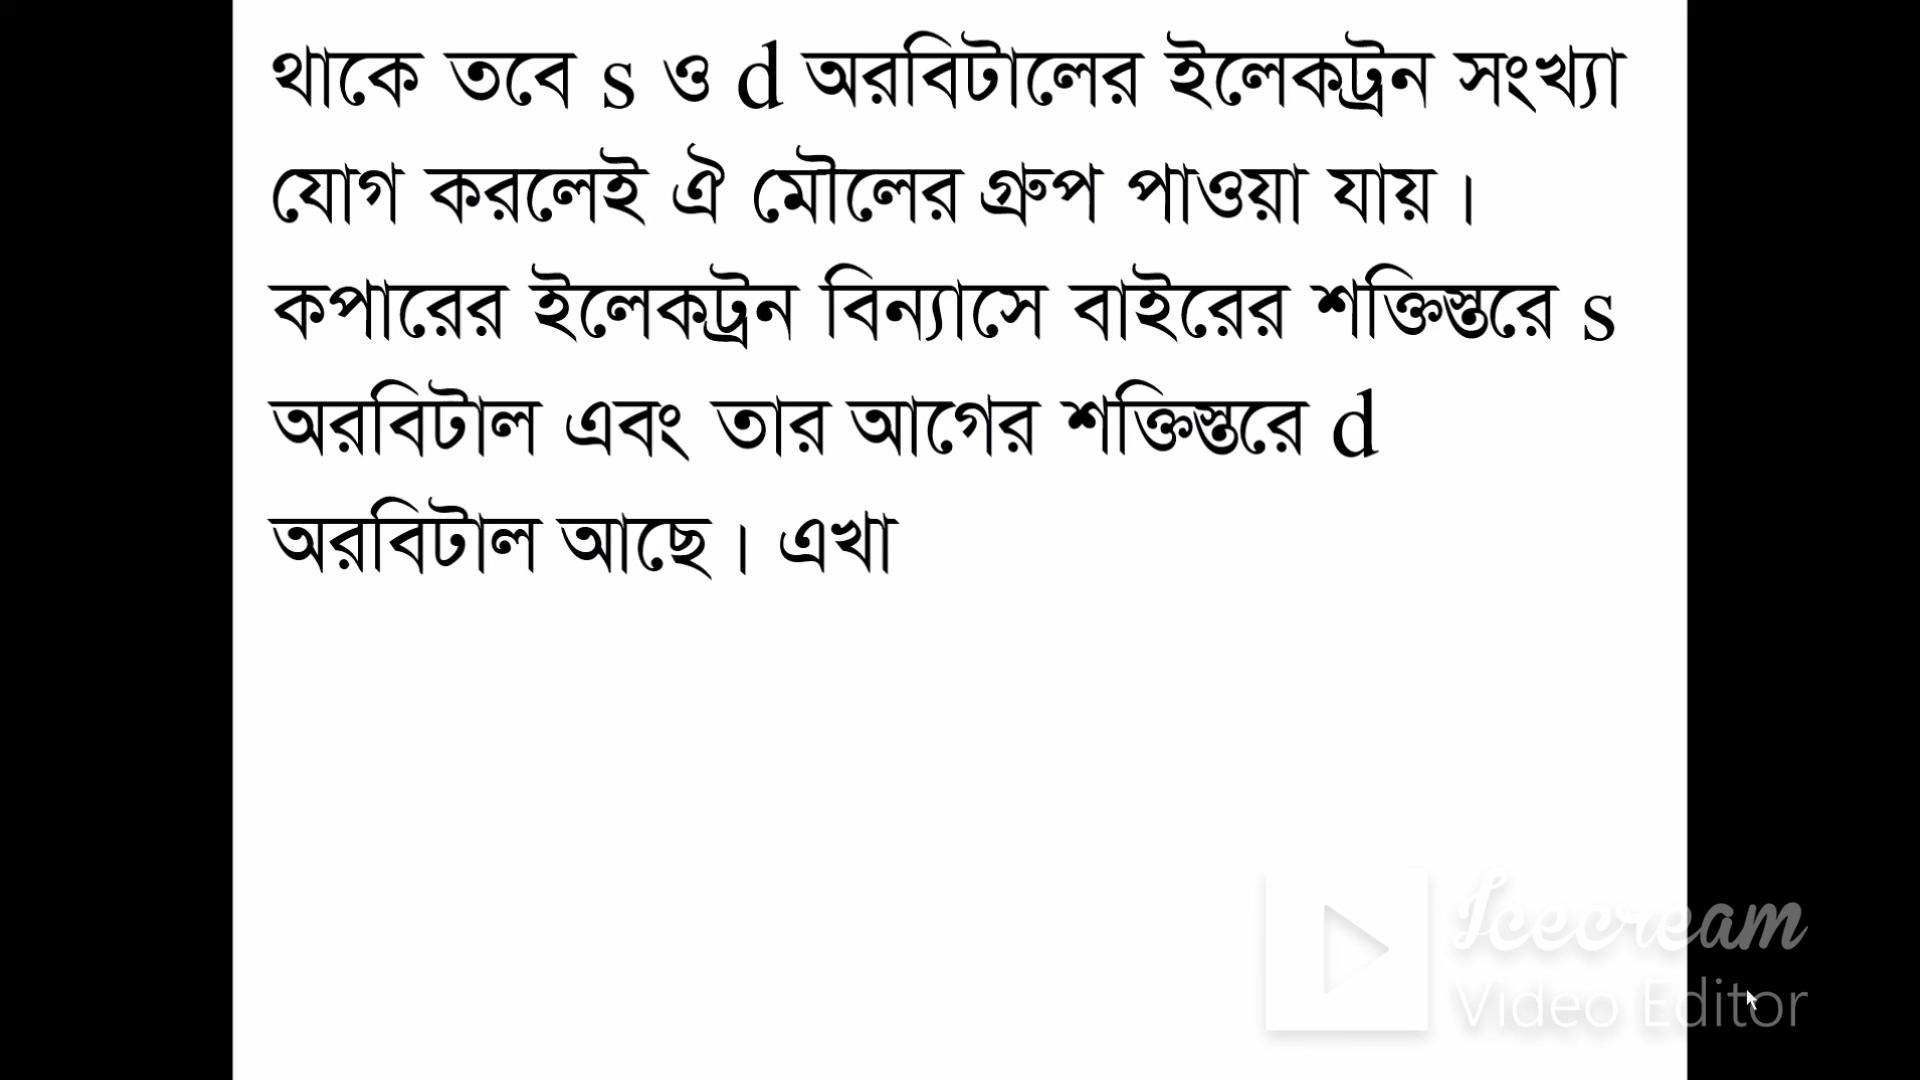 থাকে তবে s ও d অরবিটালের ইলেকট্রন সংখ্যা
যোগ করলেই ঐ মৌলের গ্রুপ পাওয়া যায়।
কপারের ইলেকট্রন বিন্যাসে বাইরের শক্তিস্তরে s
অরবিটাল এবং তার আগের শক্তিস্তরে d
অরবিটাল আছে। এখা
Icecream
Video Editor